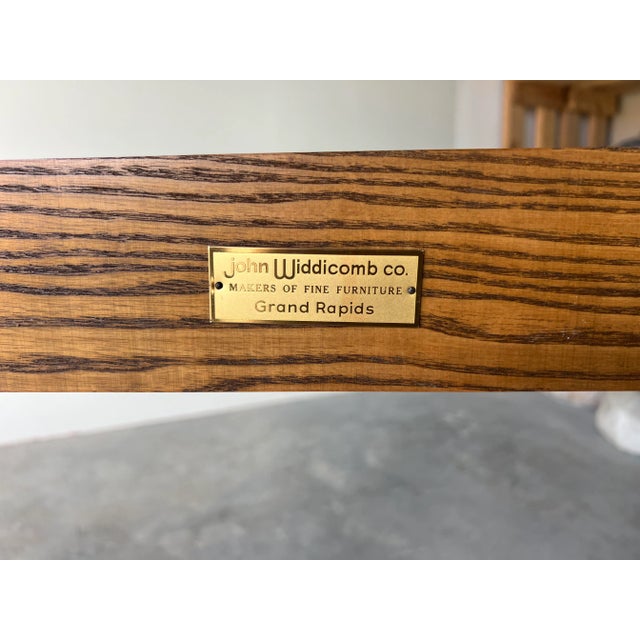 John Widdicomb co.
MAKERS OF FINE FURNITURE
Grand Rapids